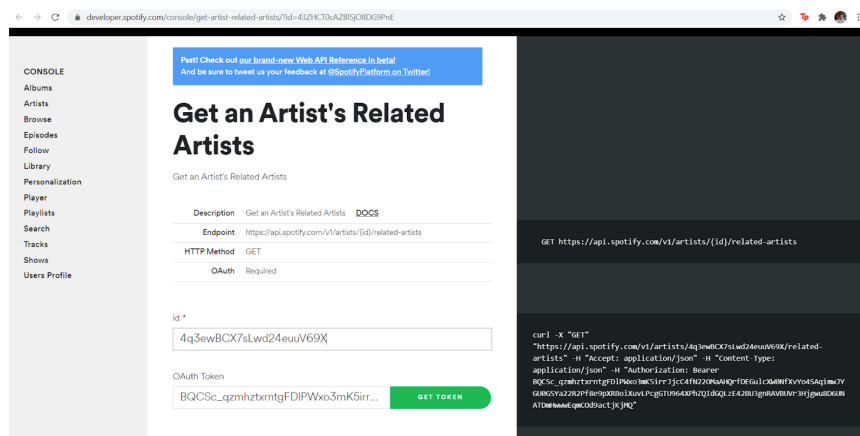 developer.spotify.com/console/get-artist-related-artists/?id=43ZHCT0cAZBISjO8DG9PnE
CONSOLE
Albums
Artists
Browse
Episodes
Follow
Library
Personalization
Player
Playlists
Search
Tracks
Shows
Users Profile
Psst! Check out our brand-new Web API Reference in beta!
And be sure to tweet us your feedback at @SpotifyPlatform on Twitter!
Get an Artist's Related
Artists
Get an Artist's Related Artists
Description Get an Artist's Related Artists DOCS
Endpoint https://api.spotify.com/v1/artists/{id}/related-artists
HTTP Method GET
OAuth Required
id *
4q3ewBCX7sLwd24euuV69X
OAuth Token
BQCSc_qzmhztxrntgFDIPWxo3mK5irr...
GET TOKEN
GET https://api.spotify.com/v1/artists/{id}/related-artists
curl -X "GET"
"https://api.spotify.com/v1/artists/4q3ewBCX7sLwd24euuV69X/related-
artists" -H "Accept: application/json" -H "Content-Type:
application/json" -H "Authorization: Bearer